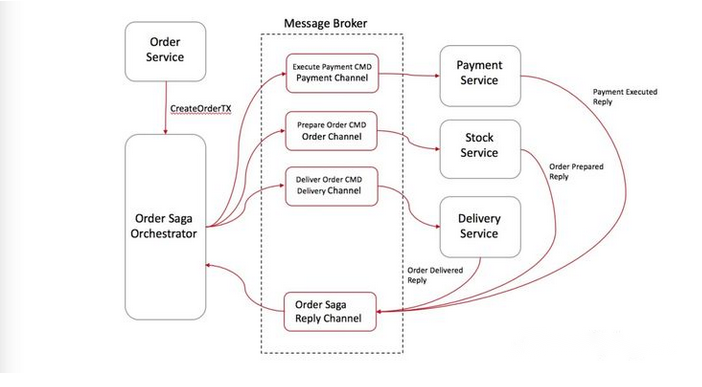 Message Broker
Order
Service
CreateOrderTX
Order Saga
Orchestrator
Execute Payment CMD
Payment Channel
Prepare Order CMD
Order Channel
Deliver Order CMD
Delivery Channel
Order Saga
Reply Channel
Payment
Service
Stock
Service
Delivery
Service
Payment Executed
Reply
Order Prepared
Reply
Order Delivered
Reply